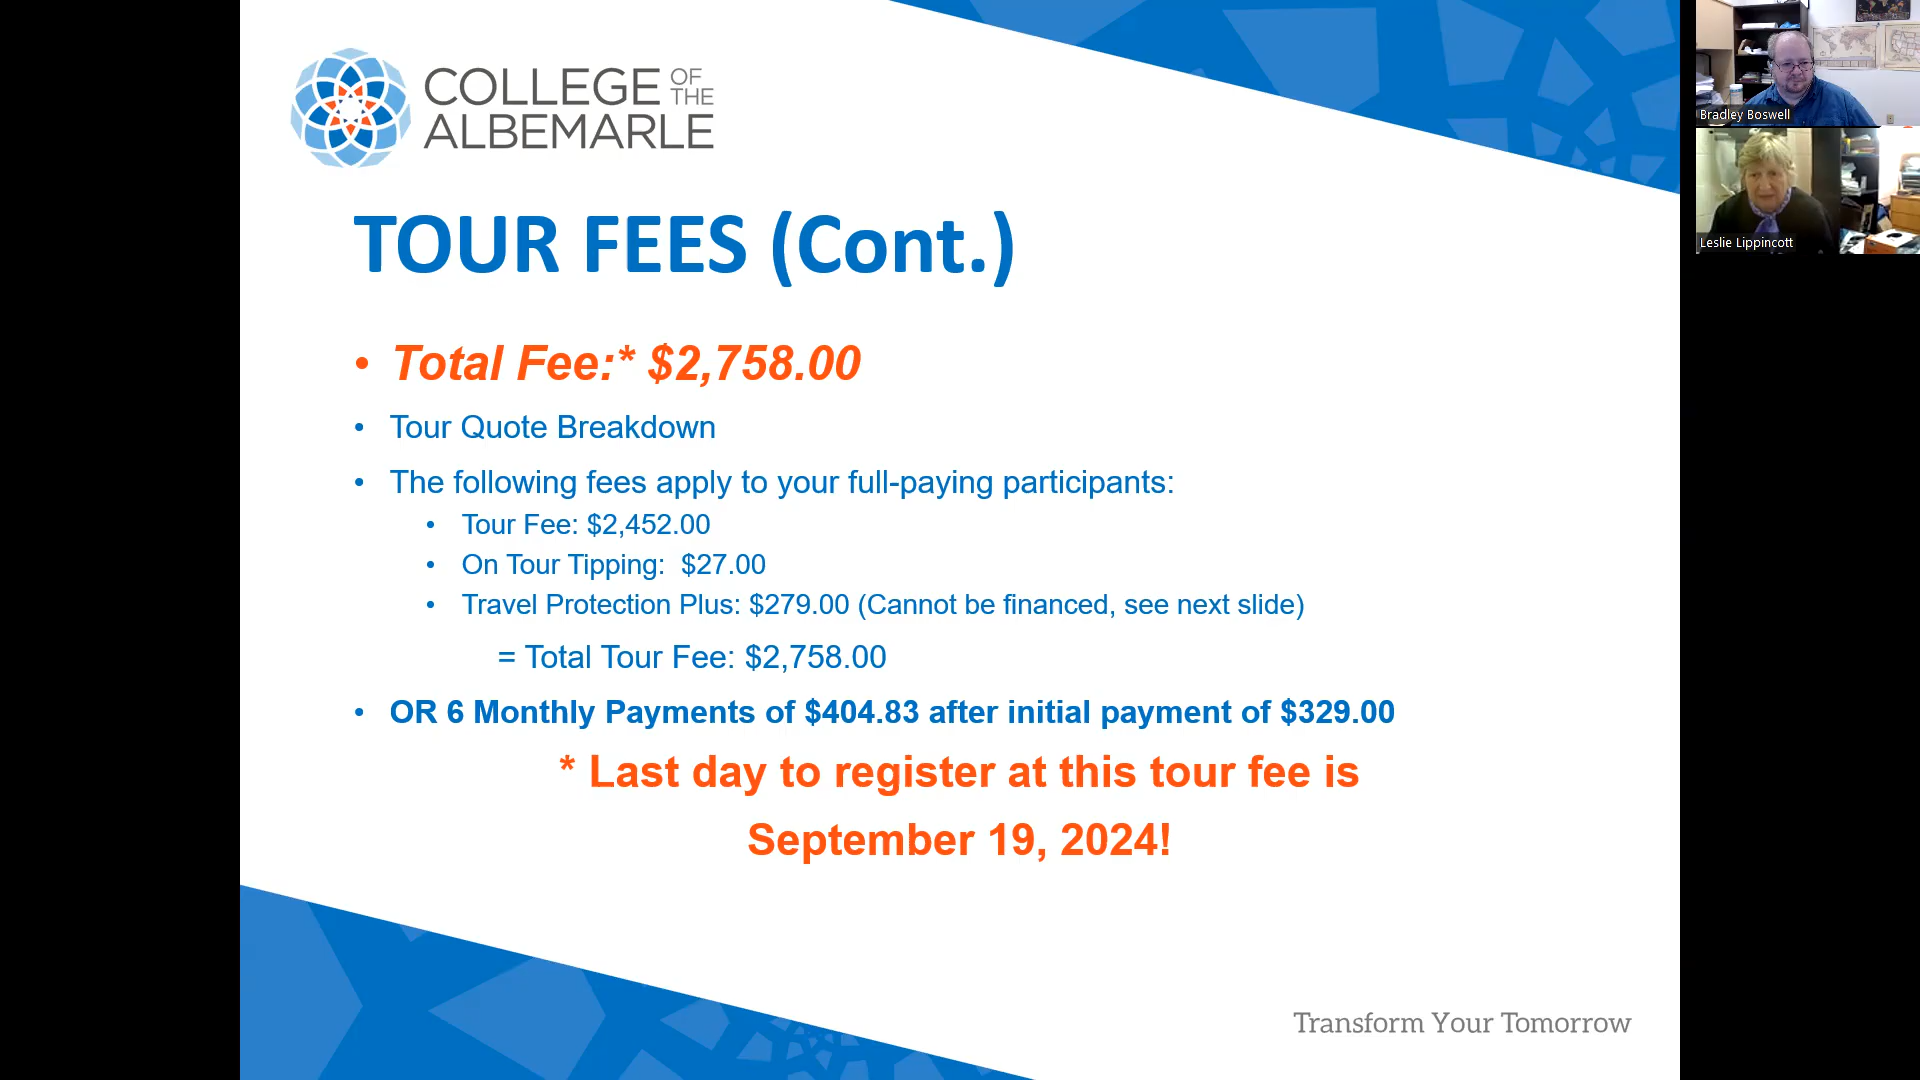 COLLEGE OF THE
ALBEMARLE
TOUR FEES (Cont.)
• Total Fee:* $2,758.00
• Tour Quote Breakdown
• The following fees apply to your full-paying participants:
• Tour Fee: $2,452.00
• On Tour Tipping:  $27.00
• Travel Protection Plus: $279.00 (Cannot be financed, see next slide)
= Total Tour Fee: $2,758.00
• OR 6 Monthly Payments of $404.83 after initial payment of $329.00
* Last day to register at this tour fee is
September 19, 2024!
Transform Your Tomorrow
Bradley Boswell
Leslie Lippincott